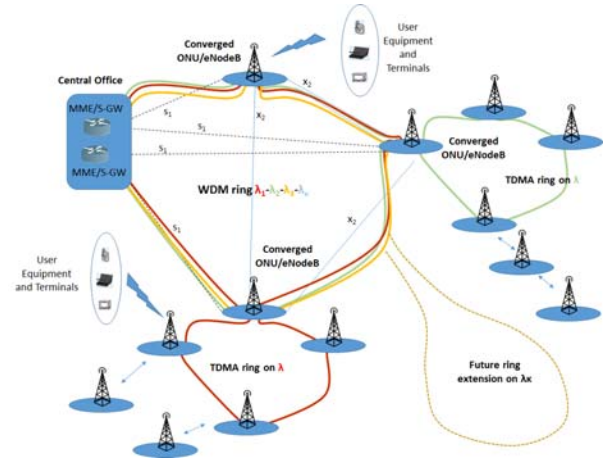 User
Equipment
and
Terminals
Converged
ONU/eNodeB
Central Office
MME/S-GW
MME/S-GW
S1
S1
S1
S1
X2
X2
X2
Converged
ONU/eNodeB
TDMA ring on λ
WDM ring λ1-λ2-λ3-λx
Converged
ONU/eNodeB
User
Equipment
and Terminals
TDMA ring on λ
Future ring
extension on λx